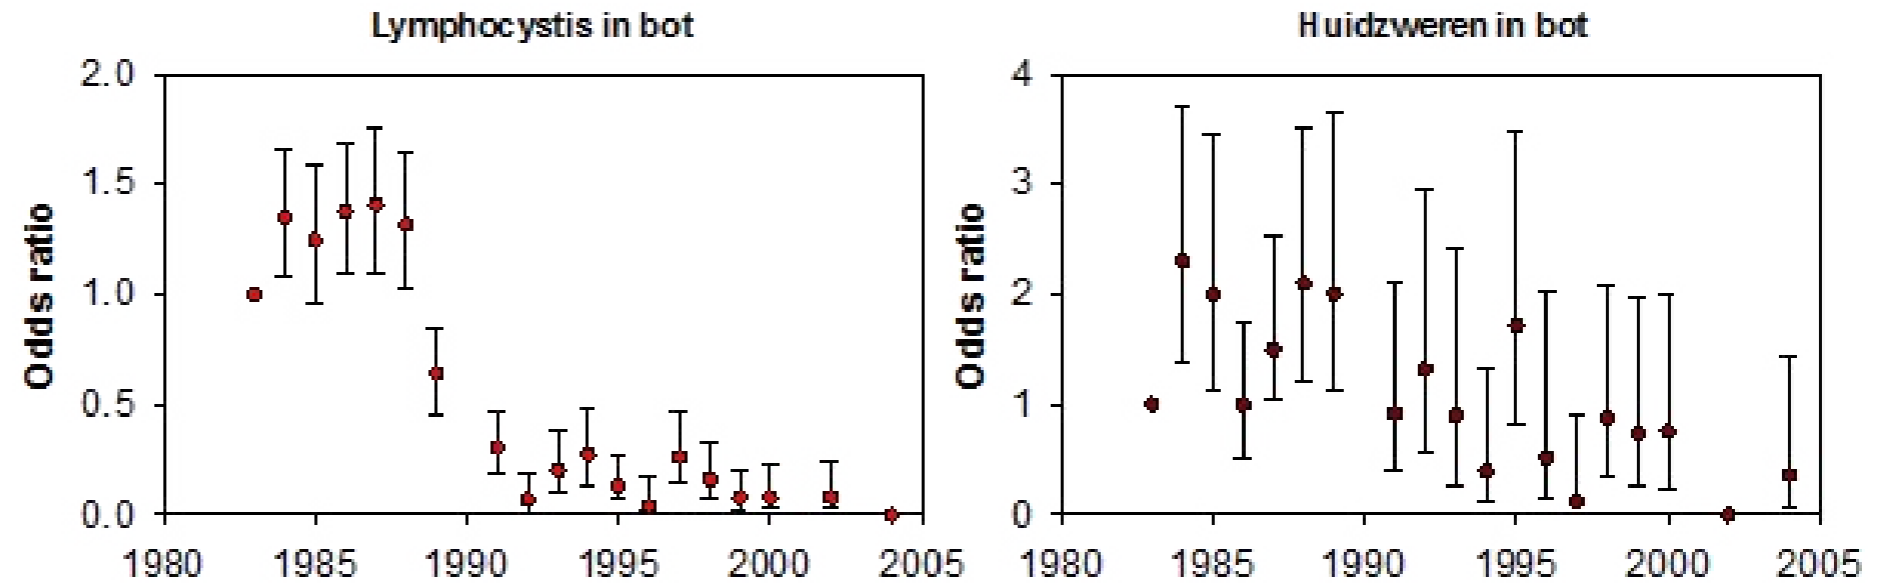 Lymphocystis in bot
Odds ratio
2.0
1.5
1.0
0.5
0.0
1980 1985 1990 1995 2000 2005
Huidzweren in bot
Odds ratio
4
3
2
1
0
1980 1985 1990 1995 2000 2005